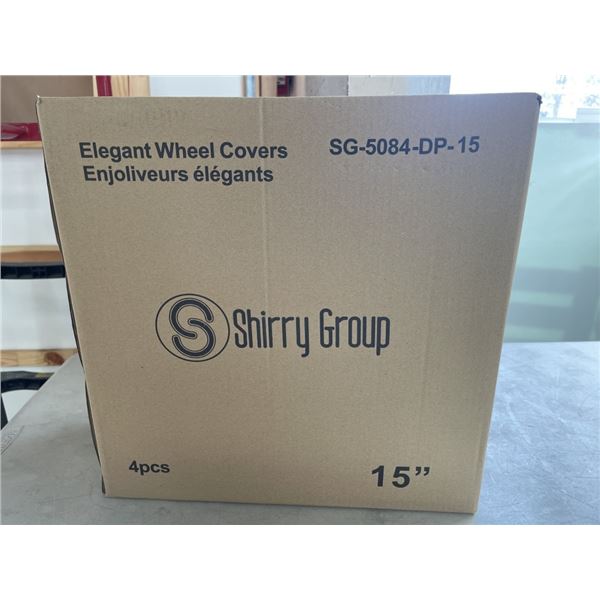 Elegant Wheel Covers SG-5084-DP-15
Enjoliveurs élégants
S Shirry Group
4pcs 15”